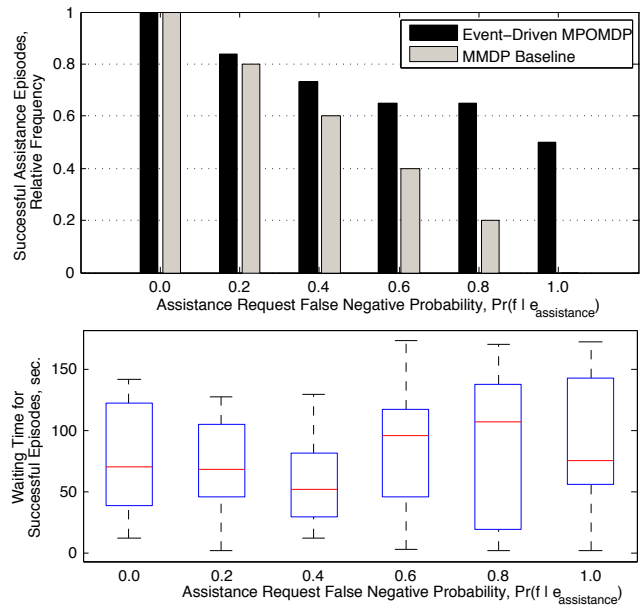 Successful Assistance Episodes,
Relative Frequency
1
0.8
0.6
0.4
0.2
0
Event−Driven MPOMDP
MMDP Baseline
0.0 0.2 0.4 0.6 0.8 1.0
Assistance Request False Negative Probability, Pr(f | e_assistance)
Waiting Time for
Successful Episodes, sec.
150
100
50
0
0.0 0.2 0.4 0.6 0.8 1.0
Assistance Request False Negative Probability, Pr(f | e_assistance)